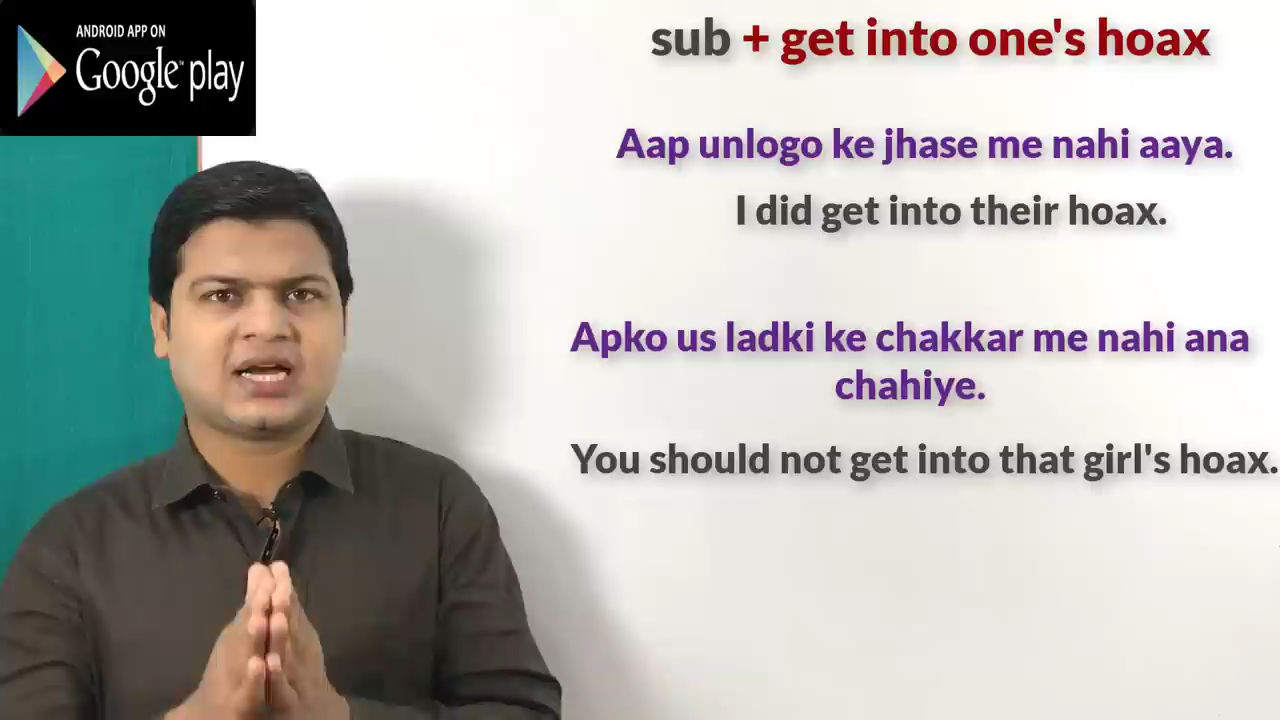 ANDROID APP ON
Google play
sub + get into one's hoax
Aap unlogo ke jhase me nahi aaya.
I did get into their hoax.
Apko us ladki ke chakkar me nahi ana
chahiye.
You should not get into that girl's hoax.